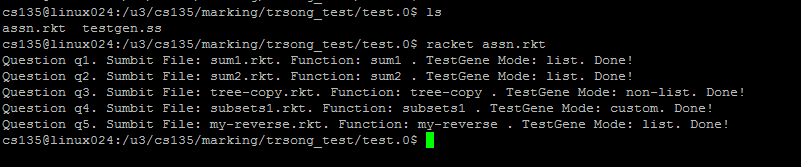 cs135@linux024:/u3/cs135/marking/trsong_test/test.0$ ls
assn.rkt  testgen.ss
cs135@linux024:/u3/cs135/marking/trsong_test/test.0$ racket assn.rkt
Question q1. Sumbit File: sum1.rkt. Function: sum1 . TestGene Mode: list. Done!
Question q2. Sumbit File: sum2.rkt. Function: sum2 . TestGene Mode: list. Done!
Question q3. Sumbit File: tree-copy.rkt. Function: tree-copy . TestGene Mode: non-list. Done!
Question q4. Sumbit File: subsets1.rkt. Function: subsets1 . TestGene Mode: custom. Done!
Question q5. Sumbit File: my-reverse.rkt. Function: my-reverse . TestGene Mode: list. Done!
cs135@linux024:/u3/cs135/marking/trsong_test/test.0$